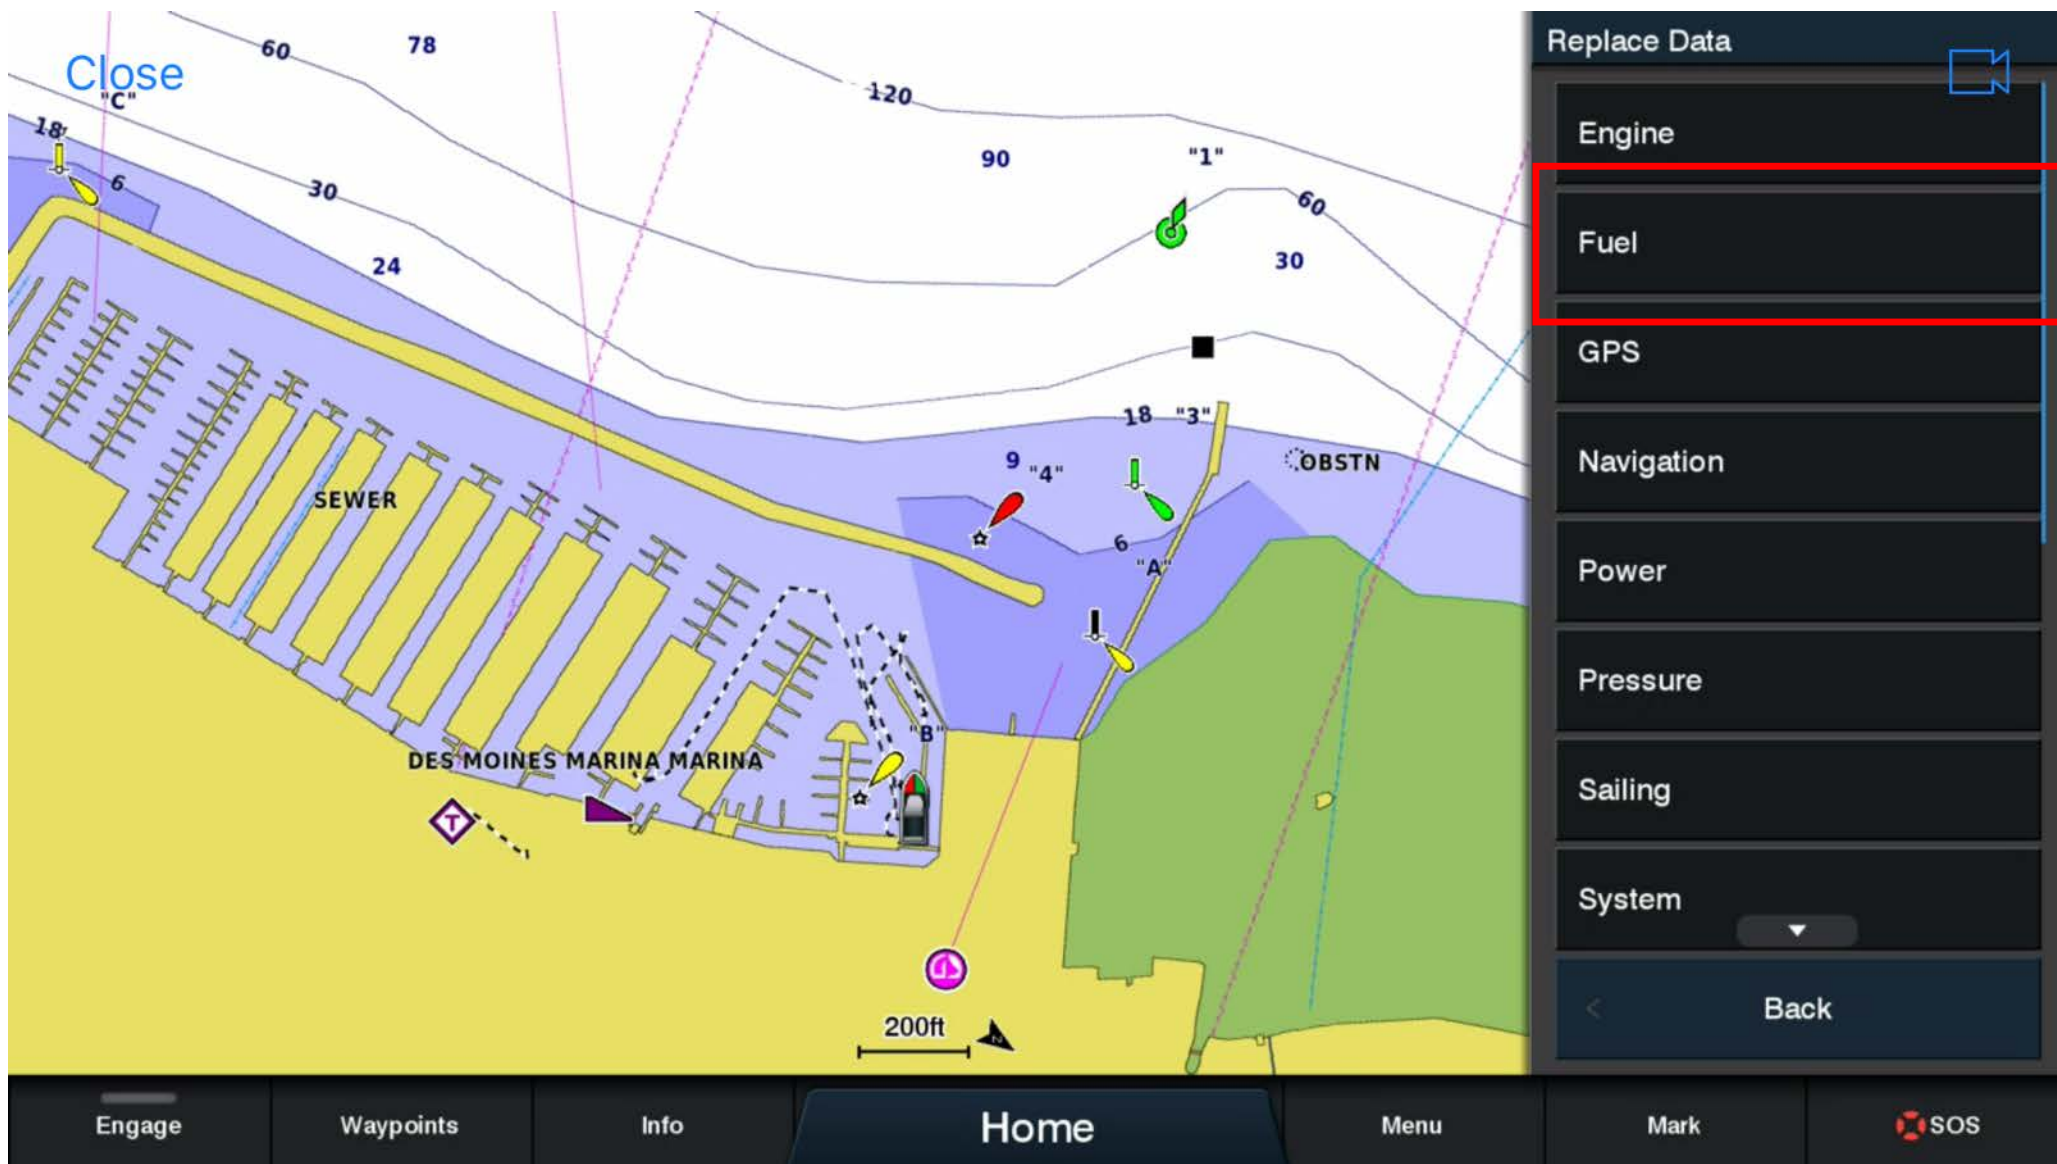 Close
Replace Data
60
78
120
"C"
18
6
30
24
90
"1"
60
30
Engine
Fuel
GPS
Navigation
Power
Pressure
Sailing
System
< Back
18
"3"
9
"4"
OBSTN
6
"A"
SEWER
"B"
DES MOINES MARINA MARINA
T
200ft
N
Engage
Waypoints
Info
Home
Menu
Mark
SOS